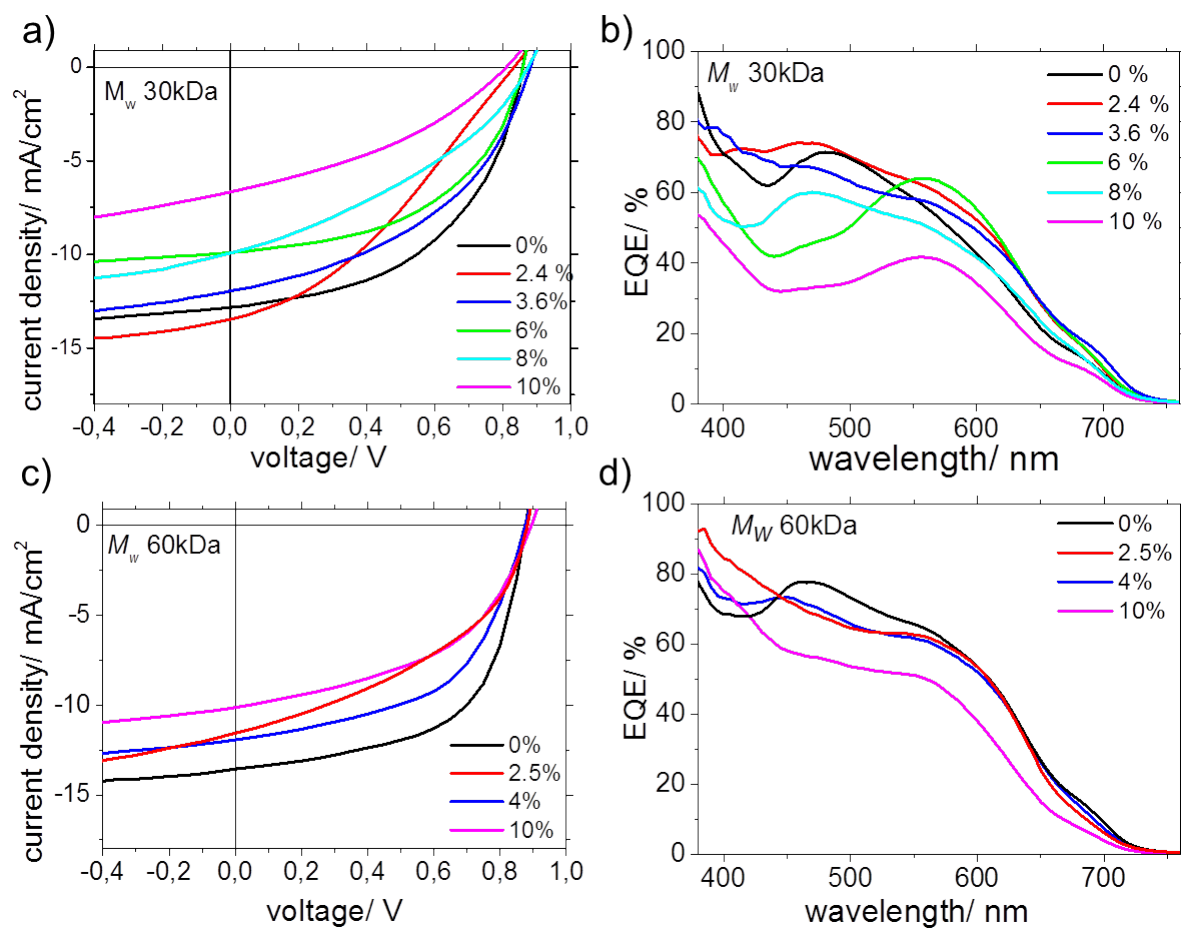 a)
M_w 30kDa
current density/ mA/cm²
0
-5
-10
-15
-0,4 -0,2 0,0 0,2 0,4 0,6 0,8 1,0
voltage/ V
0%
2.4 %
3.6%
6%
8%
10%
b)
M_w 30kDa
EQE/ %
100
80
60
40
20
0
400 500 600 700
wavelength/ nm
0 %
2.4 %
3.6 %
6 %
8%
10 %
c)
M_w 60kDa
current density/ mA/cm²
0
-5
-10
-15
-0,4 -0,2 0,0 0,2 0,4 0,6 0,8 1,0
voltage/ V
0%
2.5%
4%
10%
d)
M_W 60kDa
EQE/ %
100
80
60
40
20
0
400 500 600 700
wavelength/ nm
0%
2.5%
4%
10%